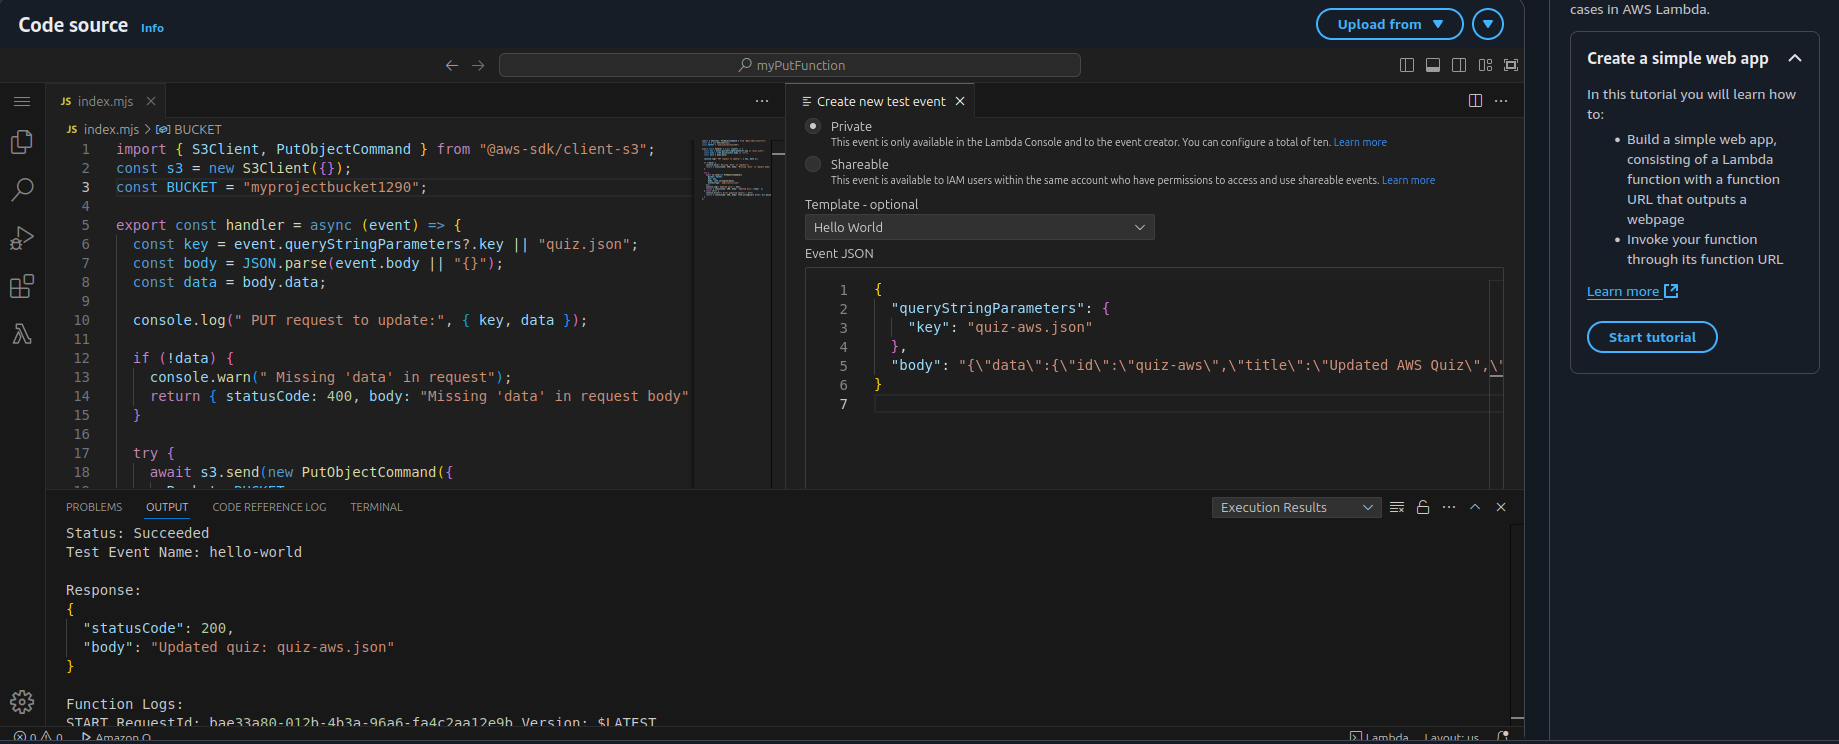 Code source Info
Upload from
myPutFunction
JS index.mjs
JS index.mjs > BUCKET
1 import { S3Client, PutObjectCommand } from "@aws-sdk/client-s3";
2 const s3 = new S3Client({});
3 const BUCKET = "myprojectbucket1290";
4
5 export const handler = async (event) => {
6 const key = event.queryStringParameters?.key || "quiz.json";
7 const body = JSON.parse(event.body || "{}");
8 const data = body.data;
9
10 console.log(" PUT request to update:", { key, data });
11
12 if (!data) {
13 console.warn(" Missing 'data' in request");
14 return { statusCode: 400, body: "Missing 'data' in request body"
15 }
16
17 try {
18 await s3.send(new PutObjectCommand({
Create new test event
Private
This event is only available in the Lambda Console and to the event creator. You can configure a total of ten. Learn more
Shareable
This event is available to IAM users within the same account who have permissions to access and use shareable events. Learn more
Template - optional
Hello World
Event JSON
1 {
2 "queryStringParameters": {
3 "key": "quiz-aws.json"
4 },
5 "body": "{\"data\":{\"id\":\"quiz-aws\",\"title\":\"Updated AWS Quiz\",\"
6 }
7
PROBLEMS OUTPUT CODE REFERENCE LOG TERMINAL
Execution Results
Status: Succeeded
Test Event Name: hello-world
Response:
{
"statusCode": 200,
"body": "Updated quiz: quiz-aws.json"
}
Function Logs:
START RequestId: bae33a80-012b-4b3a-96a6-fa4c2aa12e9b Version: $LATEST
0 0 Amazon Q
Lambda Layout: us
cases in AWS Lambda.
Create a simple web app
In this tutorial you will learn how
to:
• Build a simple web app,
consisting of a Lambda
function with a function
URL that outputs a
webpage
• Invoke your function
through its function URL
Learn more
Start tutorial